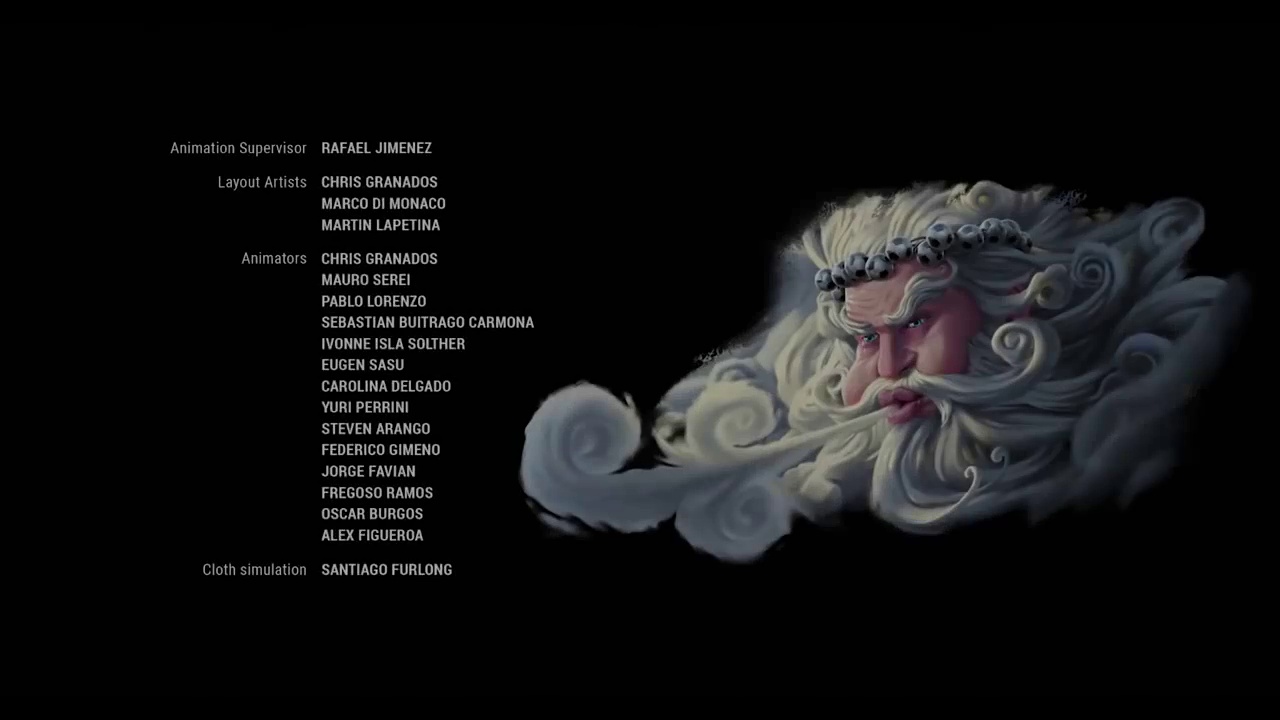 Animation Supervisor RAFAEL JIMENEZ
Layout Artists CHRIS GRANADOS
MARCO DI MONACO
MARTIN LAPETINA
Animators CHRIS GRANADOS
MAURO SEREI
PABLO LORENZO
SEBASTIAN BUITRAGO CARMONA
IVONNE ISLA SOLTHER
EUGEN SASU
CAROLINA DELGADO
YURI PERRINI
STEVEN ARANGO
FEDERICO GIMENO
JORGE FAVIAN
FREGOSO RAMOS
OSCAR BURGOS
ALEX FIGUEROA
Cloth simulation SANTIAGO FURLONG